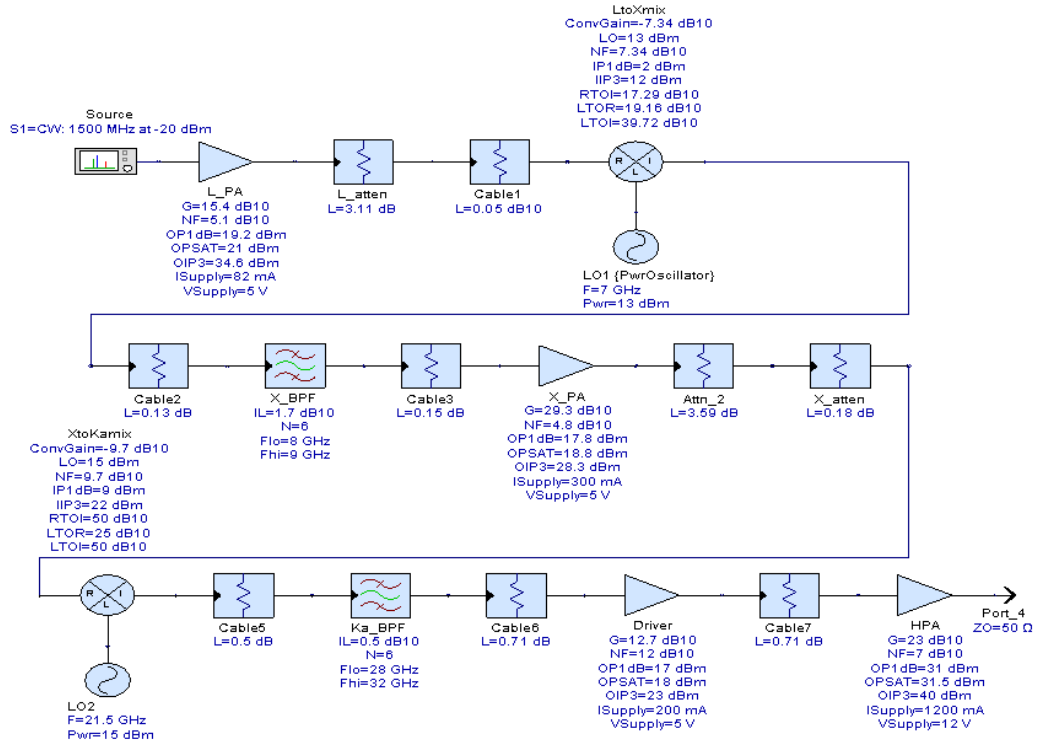 LtoXmix
ConvGain=-7.34 dB10
LO=13 dBm
NF=7.34 dB10
IP1dB=2 dBm
IIP3=12 dBm
RTOI=17.29 dB10
LTOR=19.16 dB10
LTOI=39.72 dB10
Source
S1=CW: 1500 MHz at -20 dBm
L_PA
G=15.4 dB10
NF=5.1 dB10
OP1dB=19.2 dBm
OPSAT=21 dBm
OIP3=34.6 dBm
ISupply=82 mA
VSupply=5 V
L_atten
L=3.11 dB
Cable1
L=0.05 dB10
R I
L
LO1 {PwrOscillator}
F=7 GHz
Pwr=13 dBm
Cable2
L=0.13 dB
X_BPF
IL=1.7 dB10
N=6
Flo=8 GHz
Fhi=9 GHz
Cable3
L=0.15 dB
X_PA
G=29.3 dB10
NF=4.8 dB10
OP1dB=17.8 dBm
OPSAT=18.8 dBm
OIP3=28.3 dBm
ISupply=300 mA
VSupply=5 V
Attn_2
L=3.59 dB
X_atten
L=0.18 dB
XtoKamix
ConvGain=-9.7 dB10
LO=15 dBm
NF=9.7 dB10
IP1dB=9 dBm
IIP3=22 dBm
RTOI=50 dB10
LTOR=25 dB10
LTOI=50 dB10
R I
L
LO2
F=21.5 GHz
Pwr=15 dBm
Cable5
L=0.5 dB
Ka_BPF
IL=0.5 dB10
N=6
Flo=28 GHz
Fhi=32 GHz
Cable6
L=0.71 dB
Driver
G=12.7 dB10
NF=12 dB10
OP1dB=17 dBm
OPSAT=18 dBm
OIP3=23 dBm
ISupply=200 mA
VSupply=5 V
Cable7
L=0.71 dB
HPA
G=23 dB10
NF=7 dB10
OP1dB=31 dBm
OPSAT=31.5 dBm
OIP3=40 dBm
ISupply=1200 mA
VSupply=12 V
Port_4
ZO=50 Ω